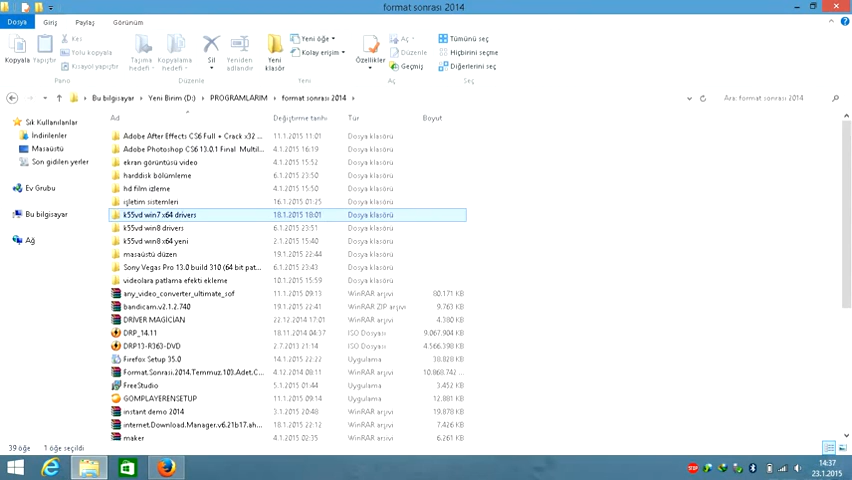 format sonrası 2014
Dosya Giriş Paylaş Görünüm
Kopyala Yapıştır
Kes
Yolu kopyala
Kısayol yapıştır
Taşıma hedefi
Kopyalama hedefi
Sil
Yeniden adlandır
Yeni klasör
Yeni öğe
Kolay erişim
Özellikler
Aç
Düzenle
Geçmiş
Tümünü seç
Hiçbirini seçme
Diğerlerini seç
Pano Düzenle Yeni Aç Seç
Bu bilgisayar Yeni Birim (D:) PROGRAMLARIM format sonrası 2014
Ara: format sonrası 2014
Sık Kullanılanlar
İndirilenler
Masaüstü
Son gidilen yerler
Ev Grubu
Bu bilgisayar
Ağ
Ad Değiştirme tarihi Tür Boyut
Adobe After Effects CS6 Full + Crack x32 ... 11.1.2015 11:01 Dosya klasörü
Adobe Photoshop CS6 13.0.1 Final Multil... 4.1.2015 16:19 Dosya klasörü
ekran görüntüsü video 4.1.2015 15:52 Dosya klasörü
harddisk bölümleme 6.1.2015 23:50 Dosya klasörü
hd film izleme 4.1.2015 15:50 Dosya klasörü
işletim sistemleri 16.1.2015 01:25 Dosya klasörü
k55vd win7 x64 drivers 18.1.2015 18:01 Dosya klasörü
k55vd win8 drivers 6.1.2015 23:51 Dosya klasörü
k55vd win8 x64 yeni 2.1.2015 15:40 Dosya klasörü
masaüstü düzen 19.1.2015 22:44 Dosya klasörü
Sony Vegas Pro 13.0 build 310 (64 bit pat... 6.1.2015 23:43 Dosya klasörü
videolara patlama efekti ekleme 10.1.2015 15:59 Dosya klasörü
any_video_converter_ultimate_sof 11.1.2015 09:13 WinRAR arşivi 80.171 KB
bandicam.v2.1.2.740 19.1.2015 22:41 WinRAR ZIP arşivi 9.763 KB
DRIVER MAGICIAN 22.12.2014 17:01 WinRAR arşivi 4.380 KB
DRP_14.11 18.11.2014 04:37 ISO Dosyası 9.067.904 KB
DRP13-R363-DVD 2.7.2013 21:14 ISO Dosyası 4.566.398 KB
Firefox Setup 35.0 14.1.2015 22:22 Uygulama 38.828 KB
Format.Sonrasi.2014.Temmuz.103.Adet.C... 4.12.2014 08:11 WinRAR arşivi 10.868.742 ...
FreeStudio 5.1.2015 01:44 Uygulama 3.452 KB
GOMPLAYERENSETUP 2.1.2015 17:12 Uygulama 12.881 KB
instant demo 2014 3.1.2015 20:48 WinRAR arşivi 19.878 KB
internet.Download.Manager.v6.21b17.ah... 18.1.2015 22:12 WinRAR arşivi 7.426 KB
maker 4.1.2015 02:35 WinRAR arşivi 6.261 KB
39 öğe 1 öğe seçildi
STOP
14:37
23.1.2015